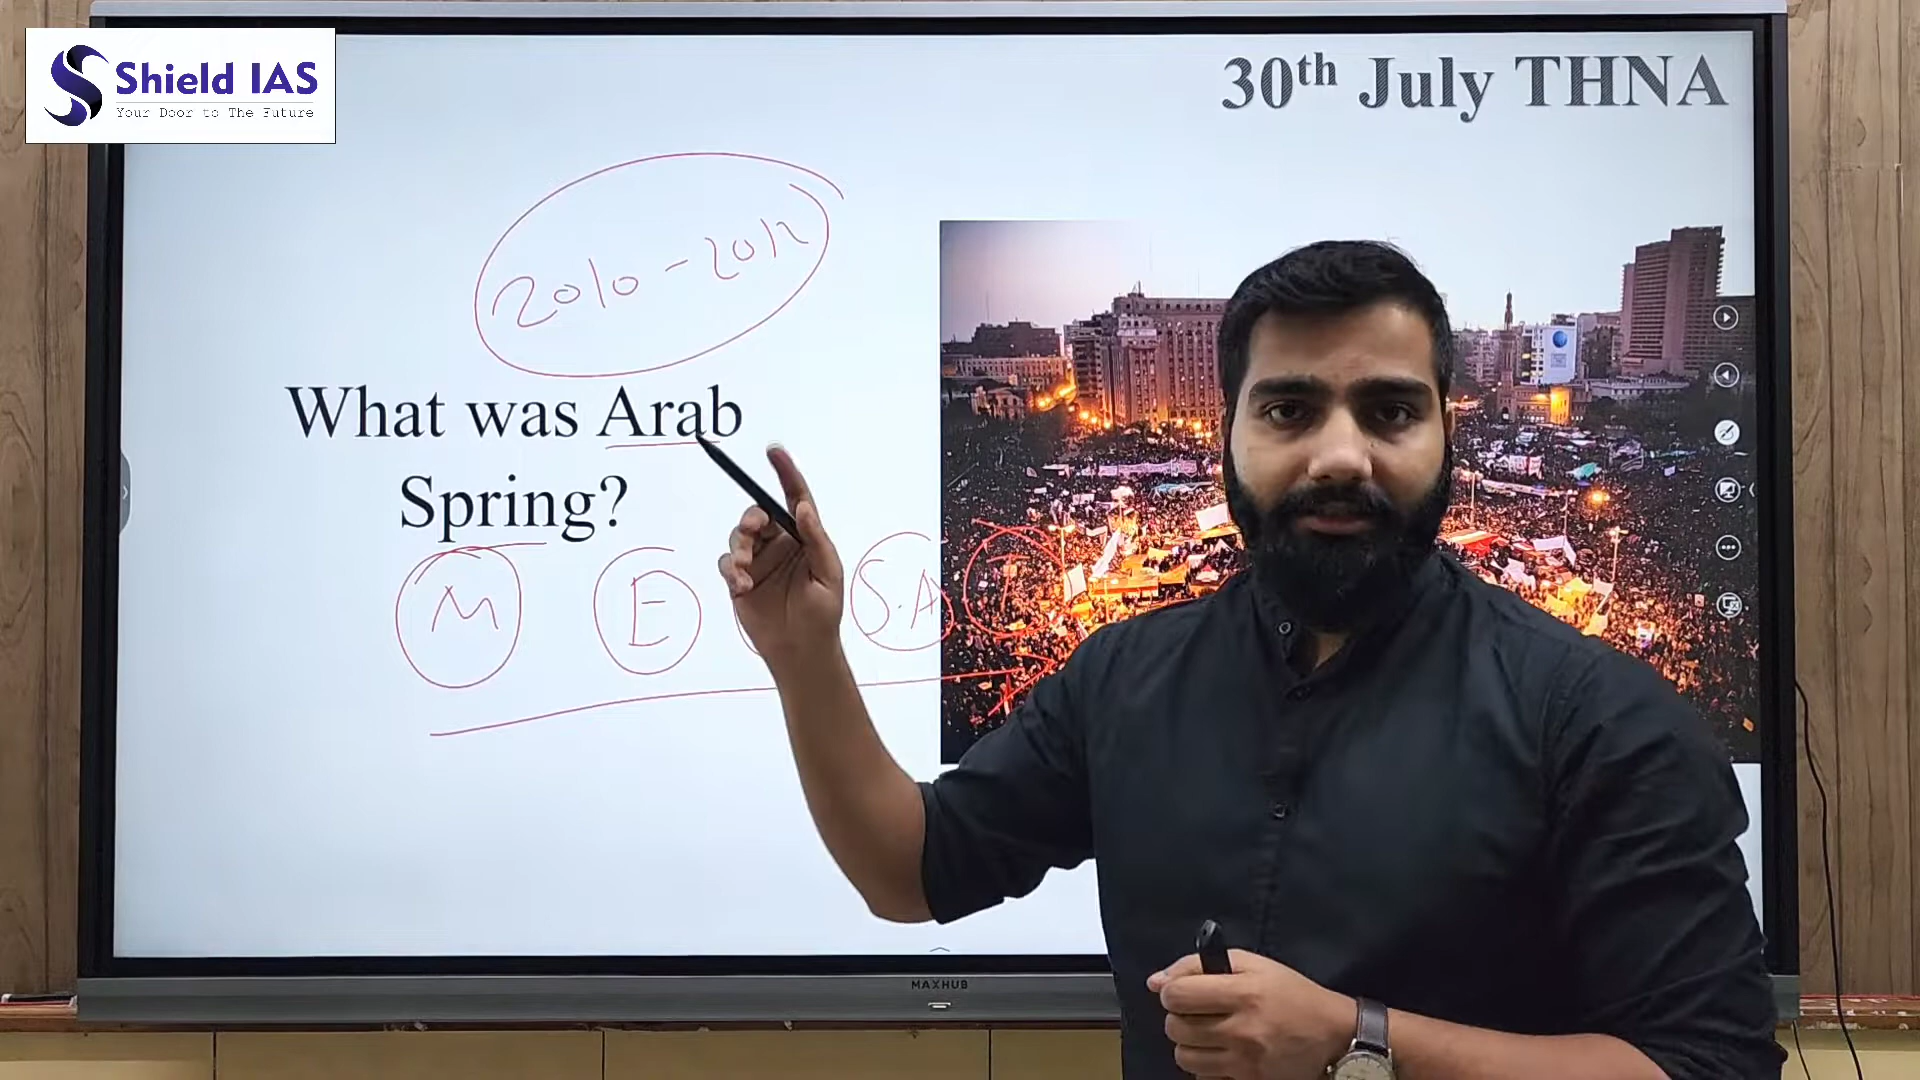 Shield IAS
Your Door to The Future
30th July THNA
2010-2012
What was Arab
Spring?
M E S.A
MAXHUB